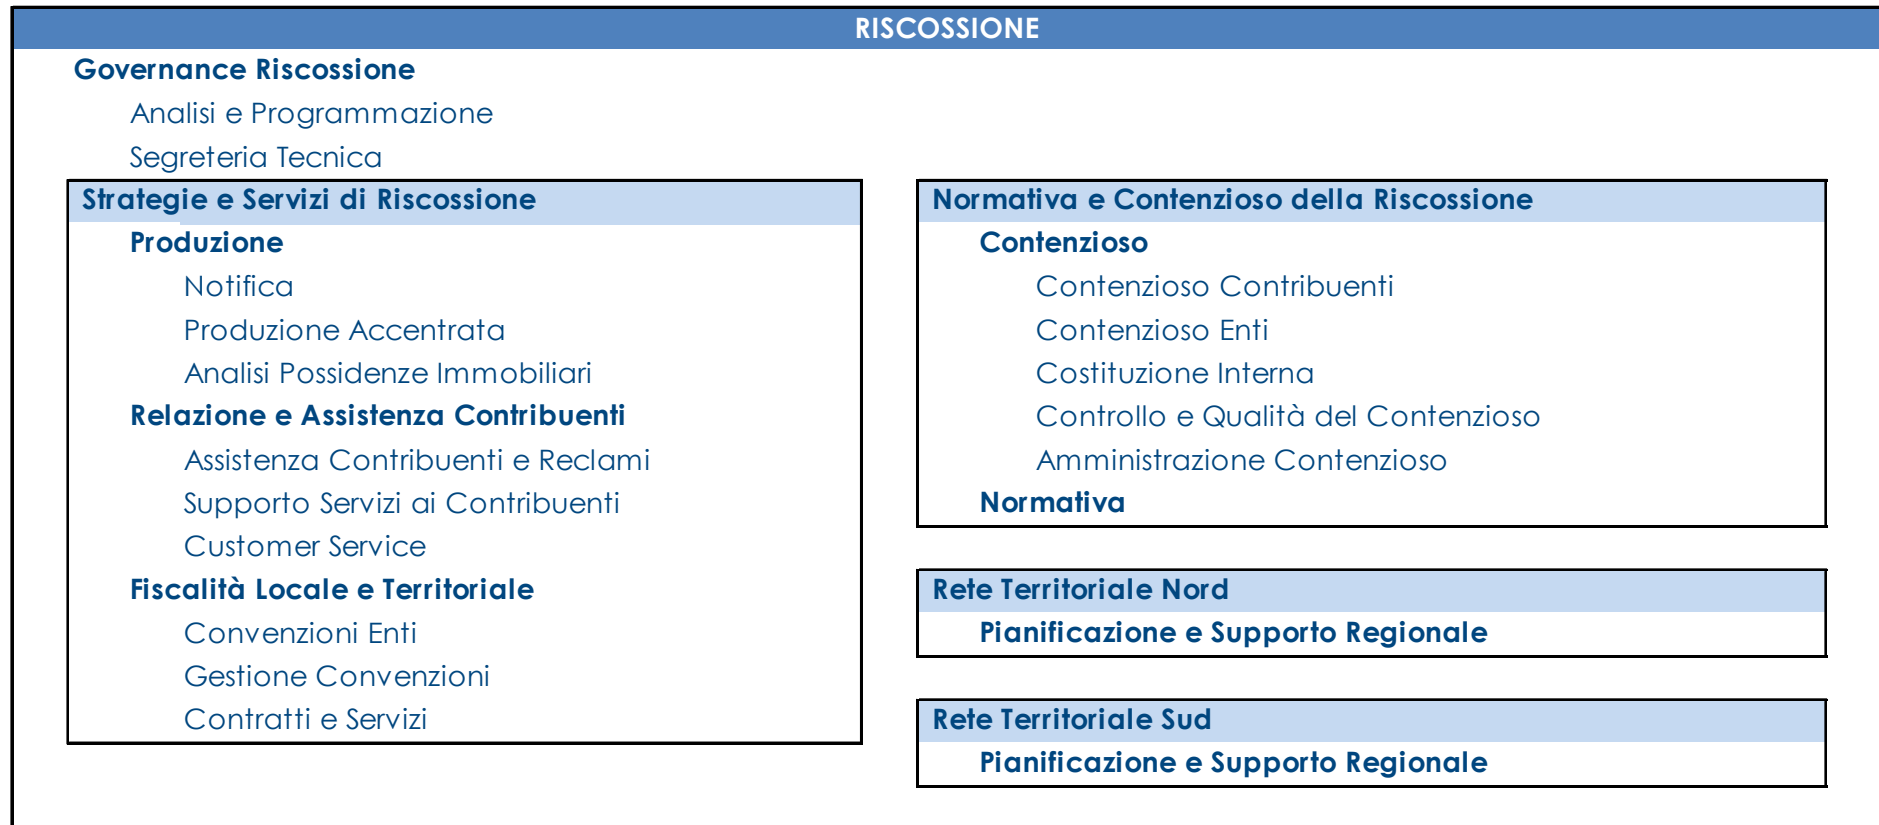 RISCOSSIONE
Governance Riscossione
Analisi e Programmazione
Segreteria Tecnica
Strategie e Servizi di Riscossione
Produzione
Notifica
Produzione Accentrata
Analisi Possidenze Immobiliari
Relazione e Assistenza Contribuenti
Assistenza Contribuenti e Reclami
Supporto Servizi ai Contribuenti
Customer Service
Fiscalità Locale e Territoriale
Convenzioni Enti
Gestione Convenzioni
Contratti e Servizi
Normativa e Contenzioso della Riscossione
Contenzioso
Contenzioso Contribuenti
Contenzioso Enti
Costituzione Interna
Controllo e Qualità del Contenzioso
Amministrazione Contenzioso
Normativa
Rete Territoriale Nord
Pianificazione e Supporto Regionale
Rete Territoriale Sud
Pianificazione e Supporto Regionale